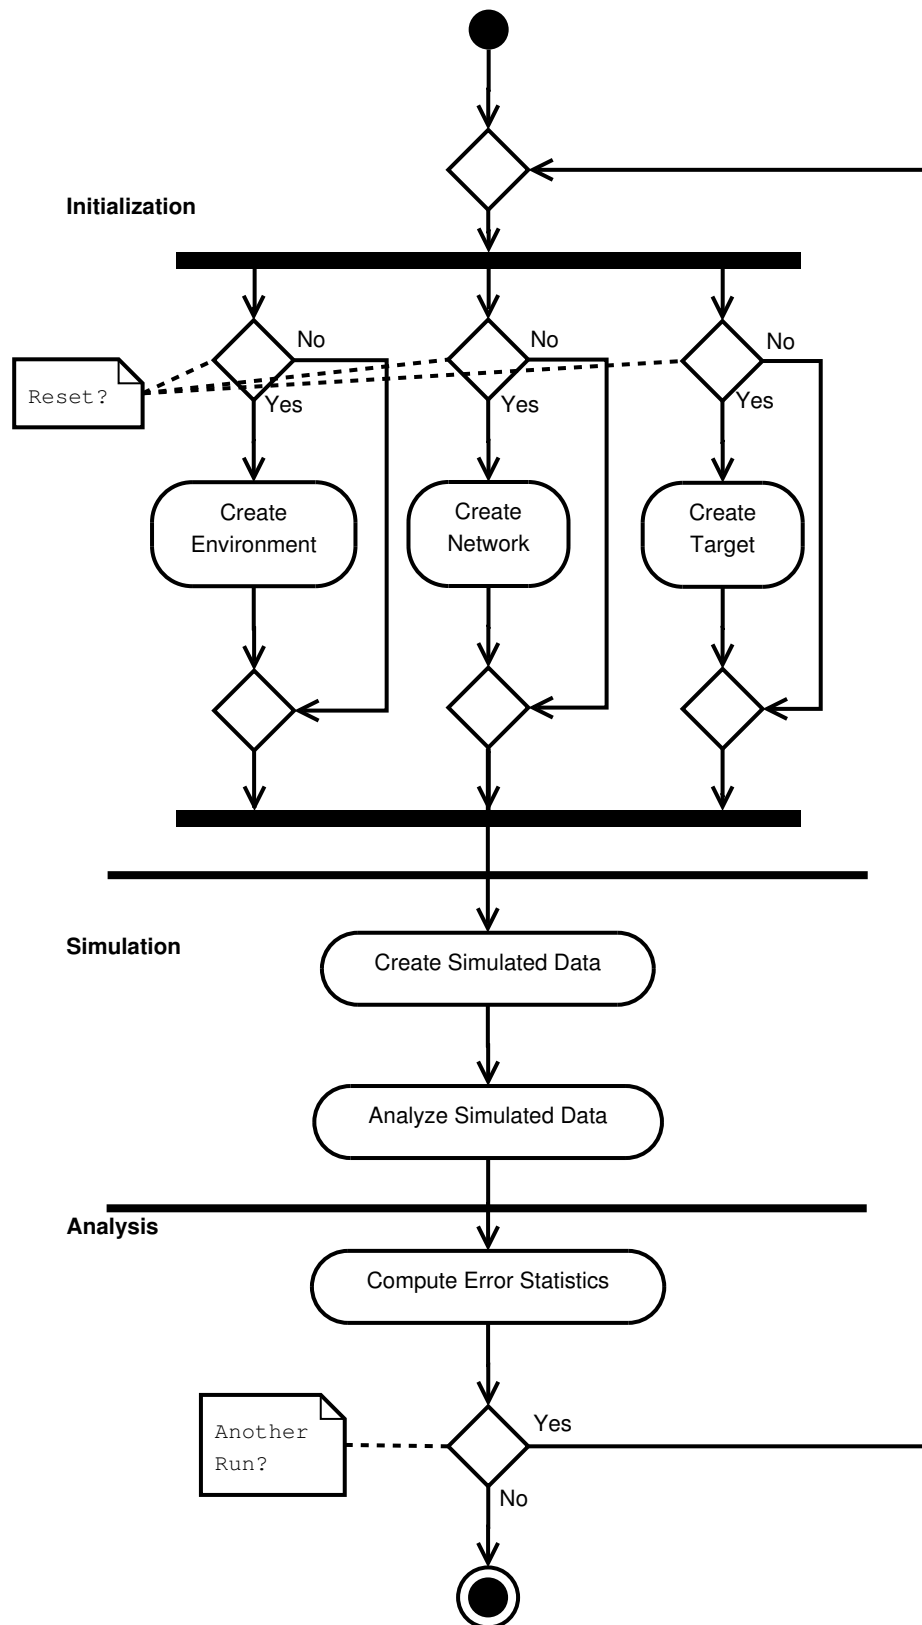 Initialization
No
No
No
Reset?
Yes
Yes
Yes
Create
Environment
Create
Network
Create
Target
Simulation
Create Simulated Data
Analyze Simulated Data
Analysis
Compute Error Statistics
Another
Run?
Yes
No